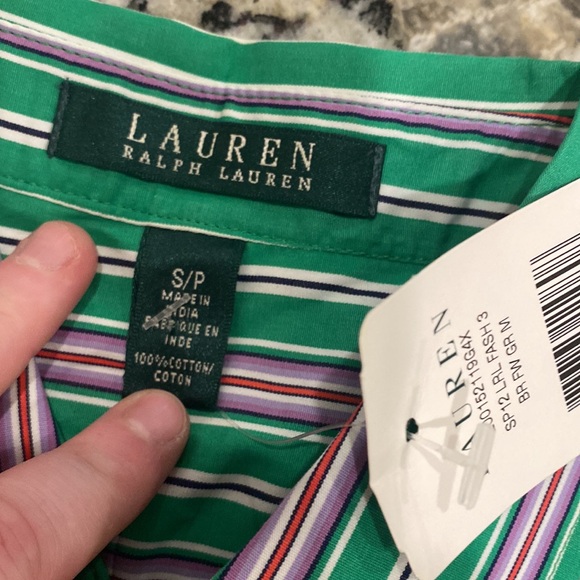 LAUREN
RALPH LAUREN
S/P
MADE IN
INDIA
FABRIQUE EN
INDE
100%COTTON/
COTON
SP12 LRL FASH 3
BR PW GR M